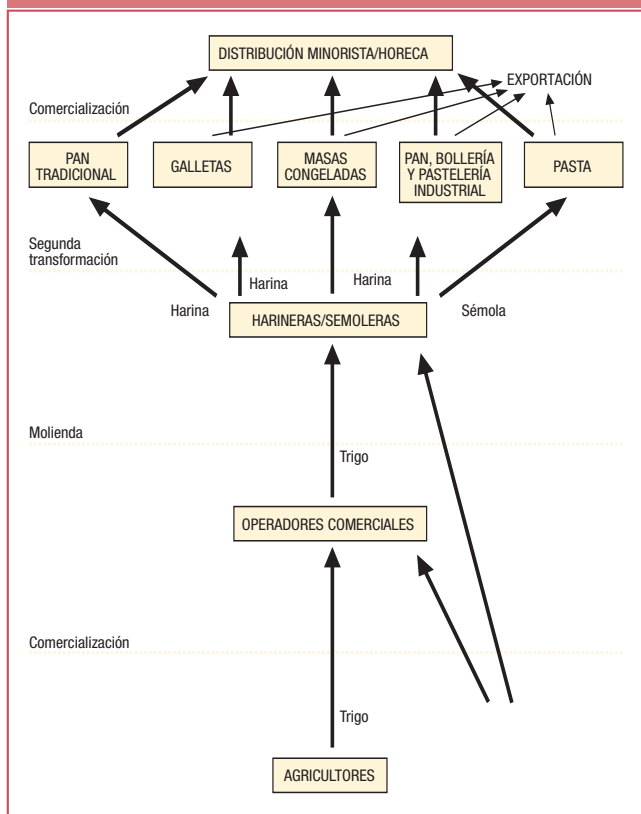 DISTRIBUCIÓN MINORISTA/HORECA
EXPORTACIÓN
Comercialización
PAN
TRADICIONAL
GALLETAS
MASAS
CONGELADAS
PAN, BOLLERÍA
Y PASTELERÍA
INDUSTRIAL
PASTA
Segunda
transformación
Harina
Harina
Harina
Sémola
HARINERAS/SEMOLERAS
Molienda
Trigo
OPERADORES COMERCIALES
Comercialización
Trigo
AGRICULTORES